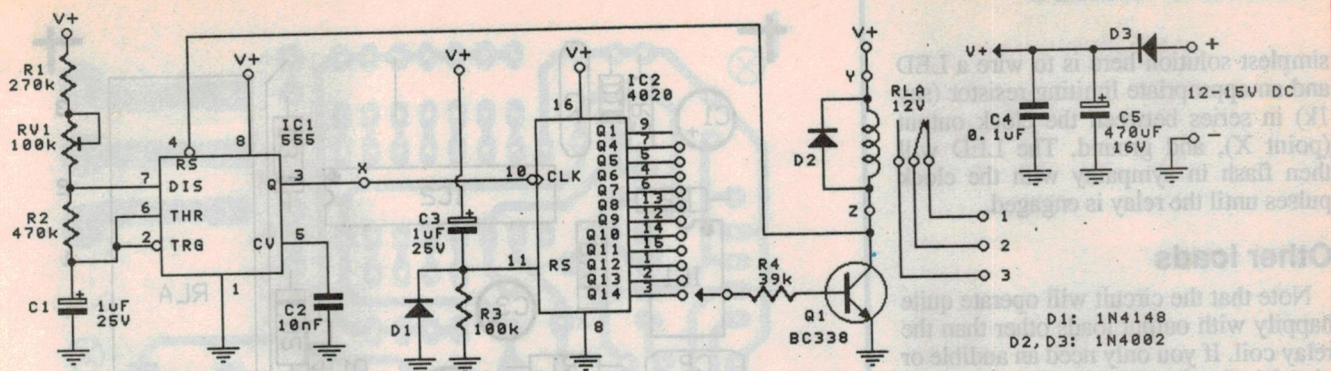 V+
R1
270k
RV1
100k
R2
470k
C1
1uF
25V
4
8
RS
IC1
555
7
DIS
Q
3
6
THR
2
TRG
CV
5
1
C2
10nF
X
V+
V+
C3
1uF
25V
D1
R3
100k
V+
IC2
4020
16
10
CLK
11
RS
8
Q1 9
Q4
Q5 5
Q6 4
Q7 6
Q8 13
Q9 12
Q10 14
Q11 15
Q12 1
Q13 2
Q14 3
R4
39k
Q1
BC338
V+
Y
D2
Z
RLA
12V
V+
D3
+
12-15V DC
-
C4
0.1uF
C5
470uF
16V
1
2
3
D1: 1N4148
D2,D3: 1N4002
simplest solution here is to wire a LED
and an appropriate limiting resistor
1k) in series between the clock output
(point X), and ground. The LED will
then flash in sympathy with the clock
pulses until the relay is engaged.
Other loads
Note that the circuit will operate quite
happily with output loads other than the
relay coil. If you only need an audible or
RLA